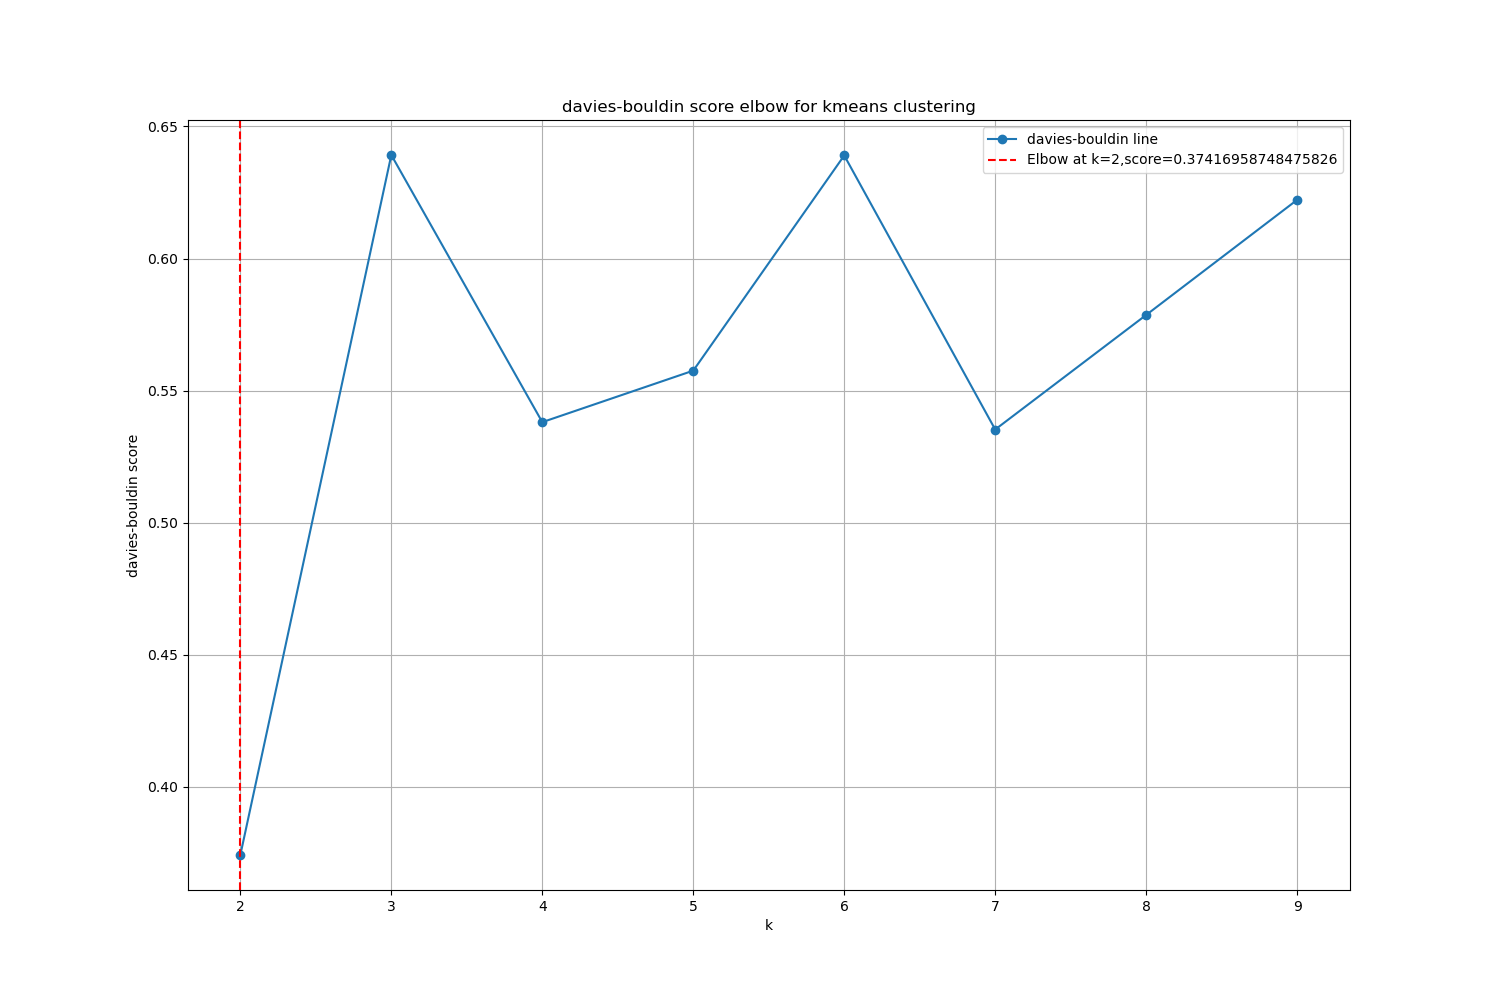 davies-bouldin score elbow for kmeans clustering
davies-bouldin line
Elbow at k=2,score=0.37416958748475826
0.65
0.60
0.55
0.50
0.45
0.40
davies-bouldin score
2 3 4 5 6 7 8 9
k